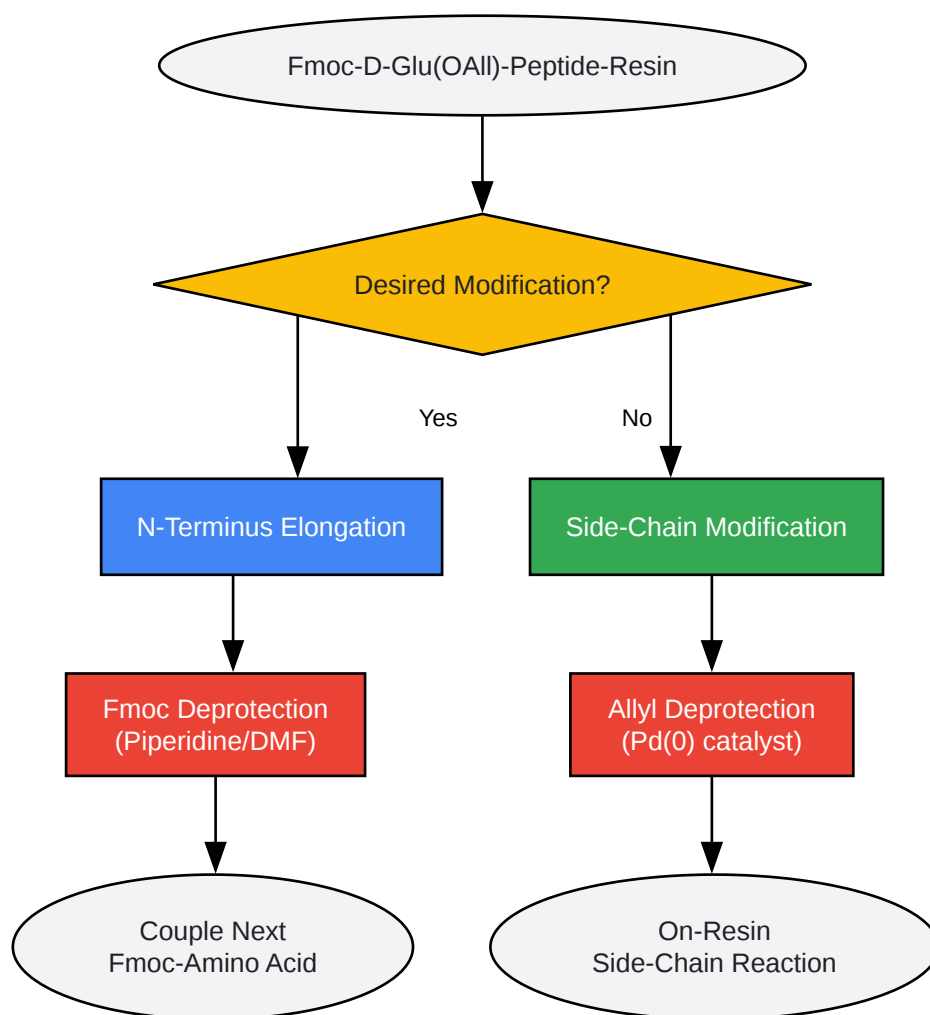 Fmoc-D-Glu(OAll)-Peptide-Resin
Desired Modification?
Yes
No
N-Terminus Elongation
Side-Chain Modification
Fmoc Deprotection
(Piperidine/DMF)
Allyl Deprotection
(Pd(0) catalyst)
Couple Next
Fmoc-Amino Acid
On-Resin
Side-Chain Reaction